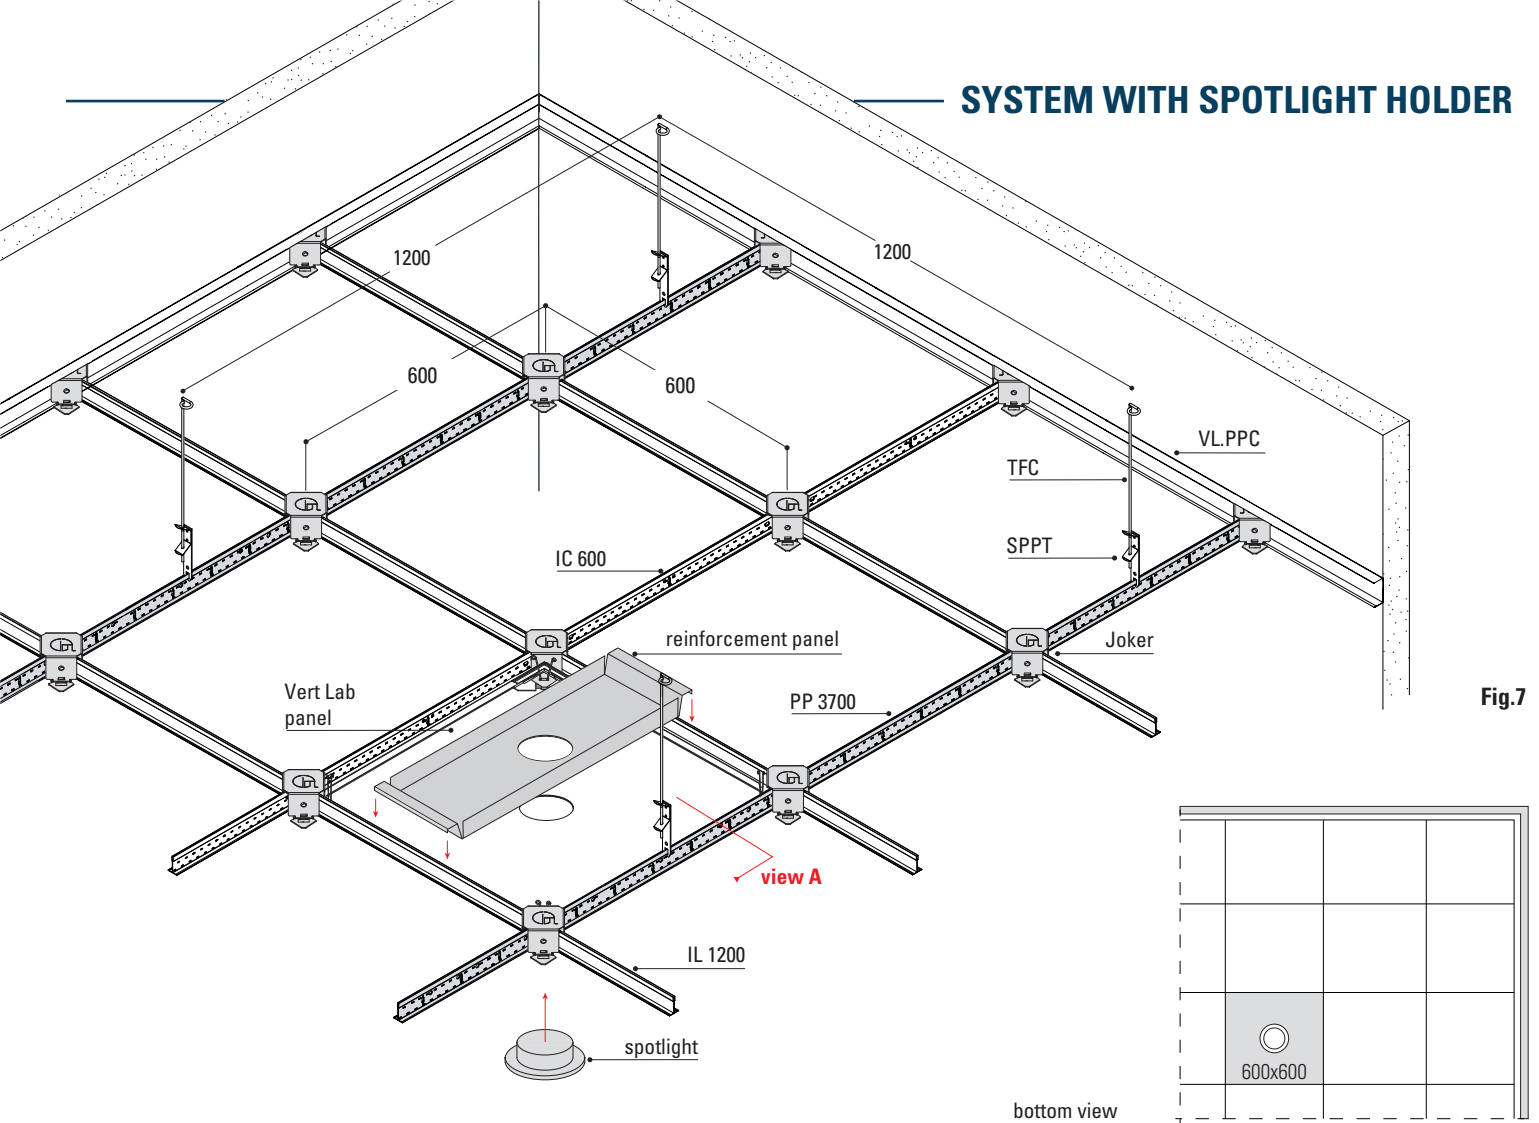 SYSTEM WITH SPOTLIGHT HOLDER
1200
1200
600
600
VL.PPC
TFC
SPPT
IC 600
reinforcement panel
Joker
Vert Lab
panel
PP 3700
Fig.7
view A
IL 1200
spotlight
600x600
bottom view